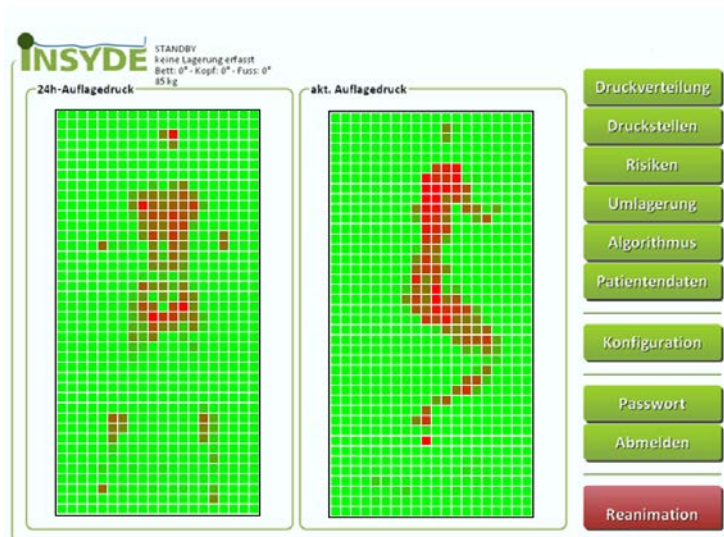 INSYDE
STANDBY
keine Lagerung erfasst
Bett: 0° - Kopf: 0° - Fuss: 0°
85 kg
24h-Auflagedruck
akt. Auflagedruck
Druckverteilung
Druckstellen
Risiken
Umlagerung
Algorithmus
Patientendaten
Konfiguration
Passwort
Abmelden
Reanimation